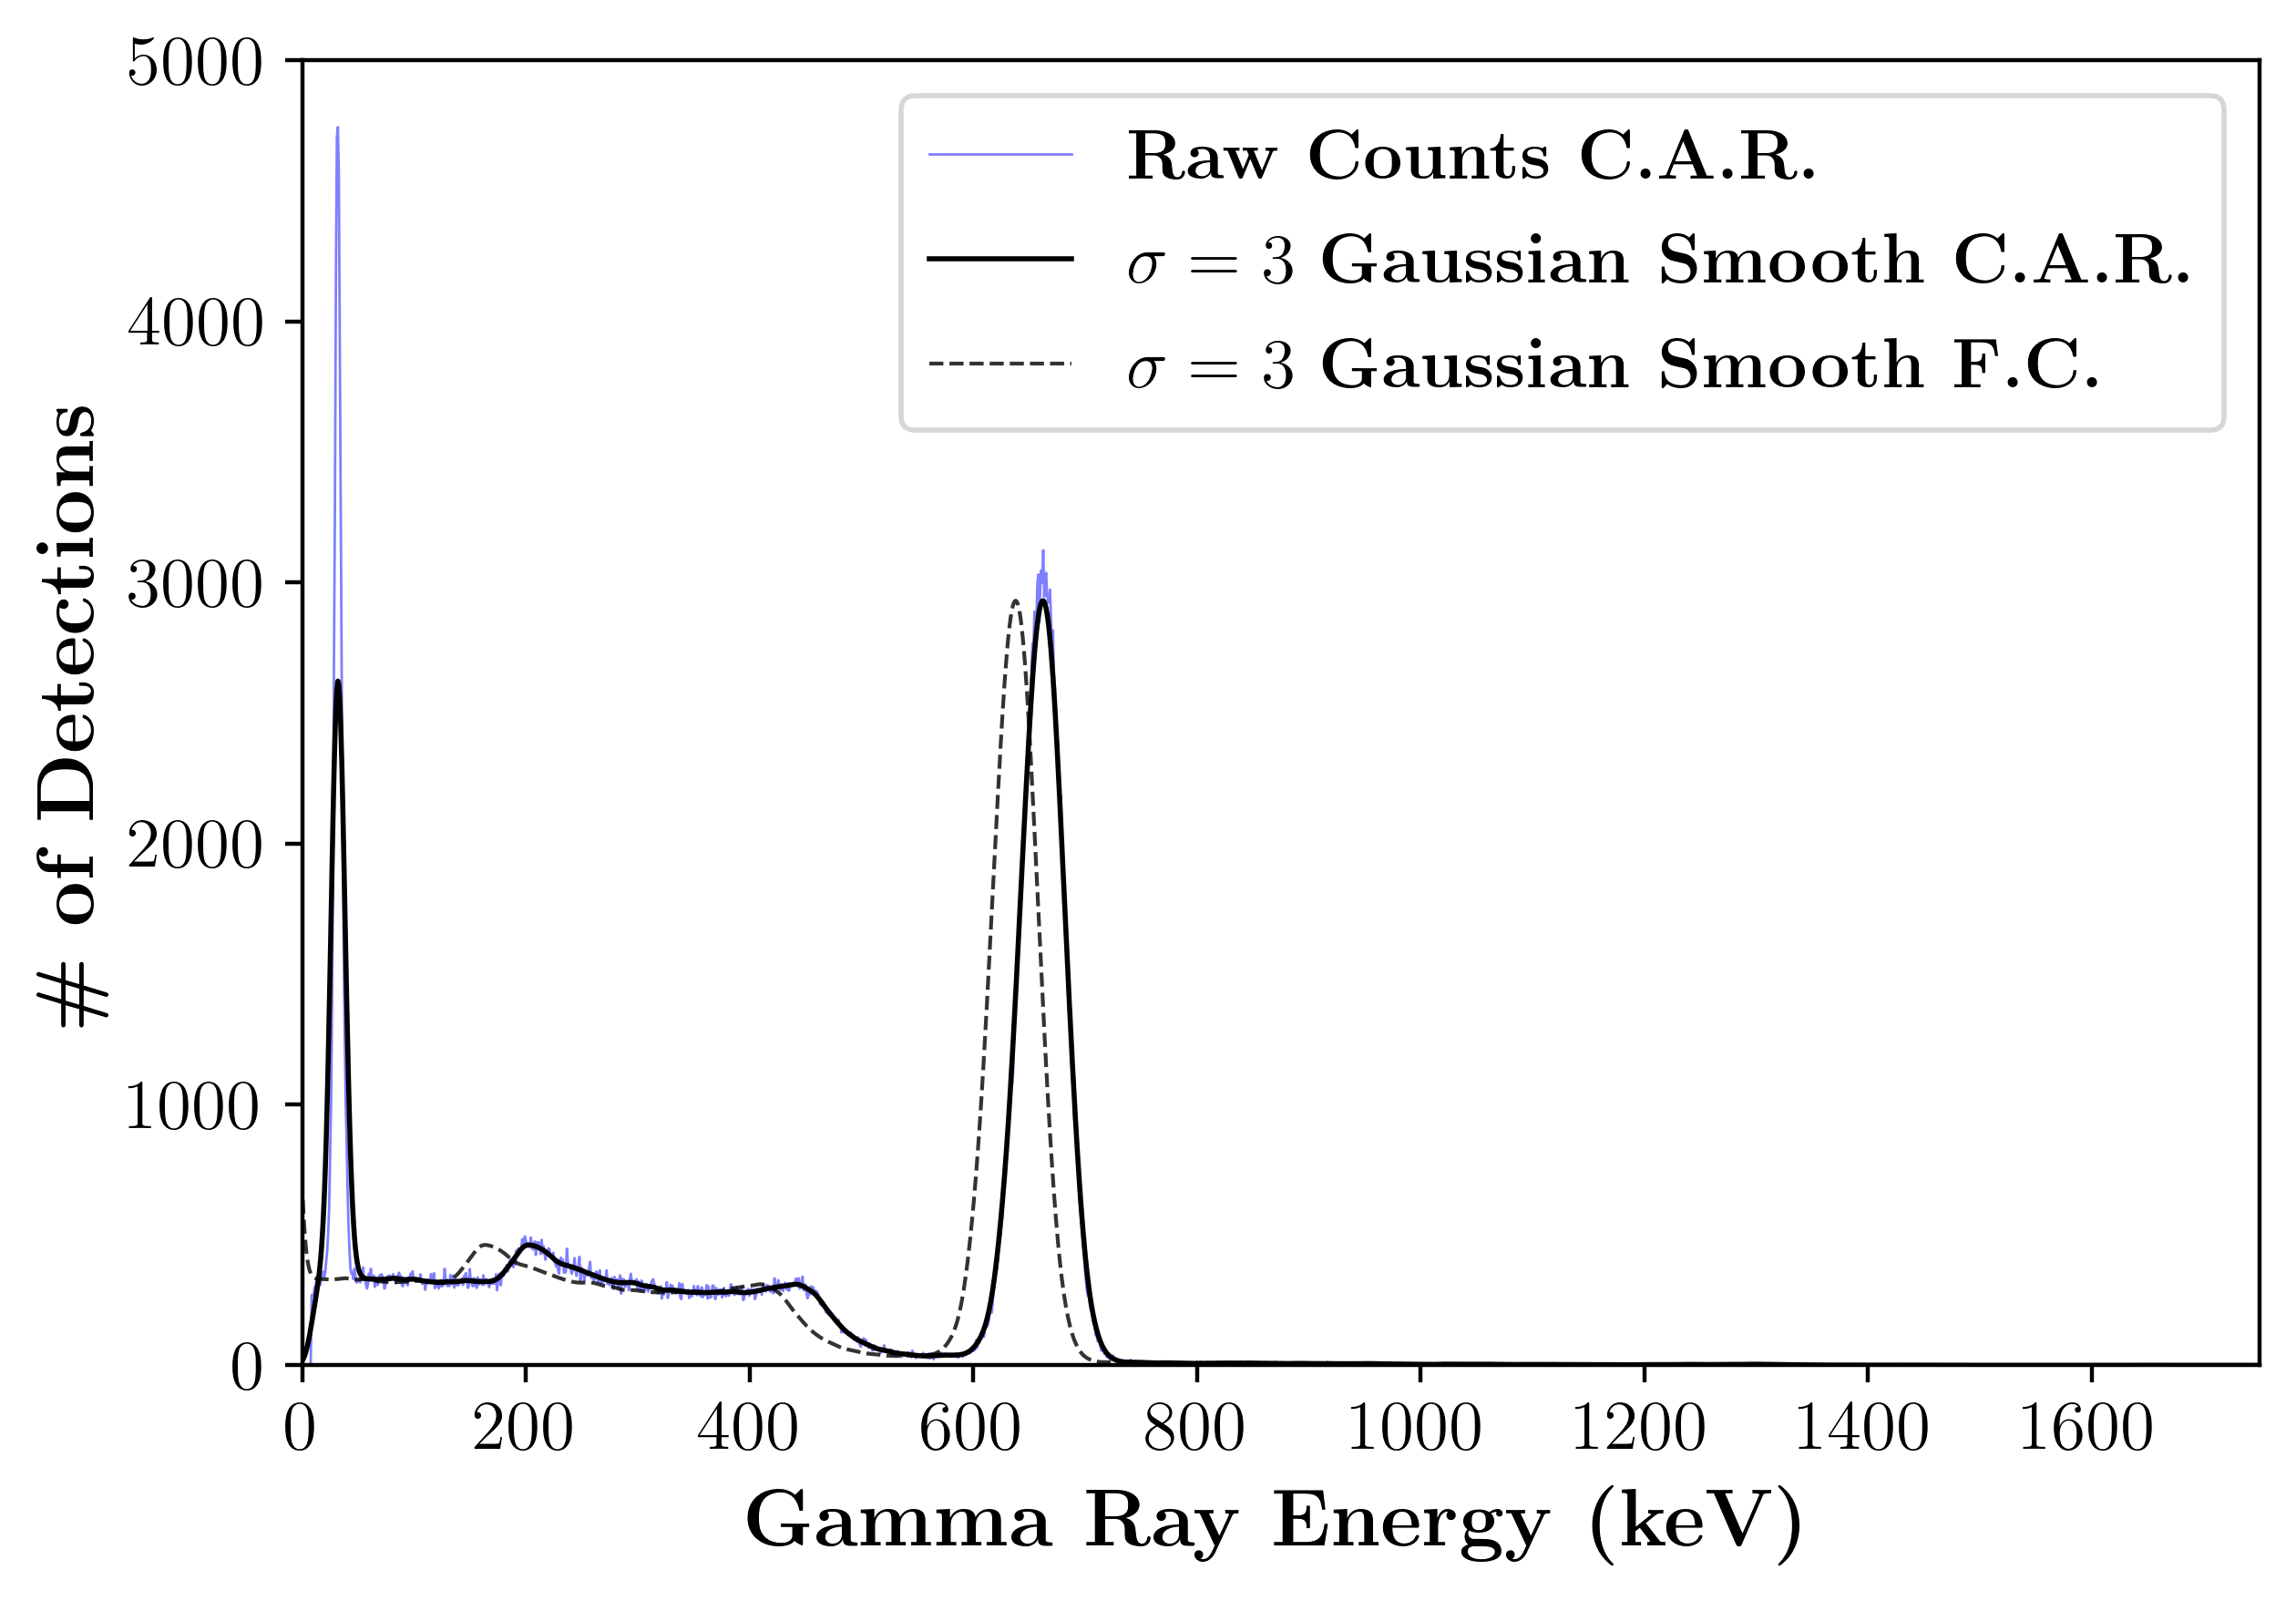 5000
4000
3000
2000
1000
0
# of Detections
Raw Counts C.A.R.
σ = 3 Gaussian Smooth C.A.R.
σ = 3 Gaussian Smooth F.C.
0 200 400 600 800 1000 1200 1400 1600
Gamma Ray Energy (keV)